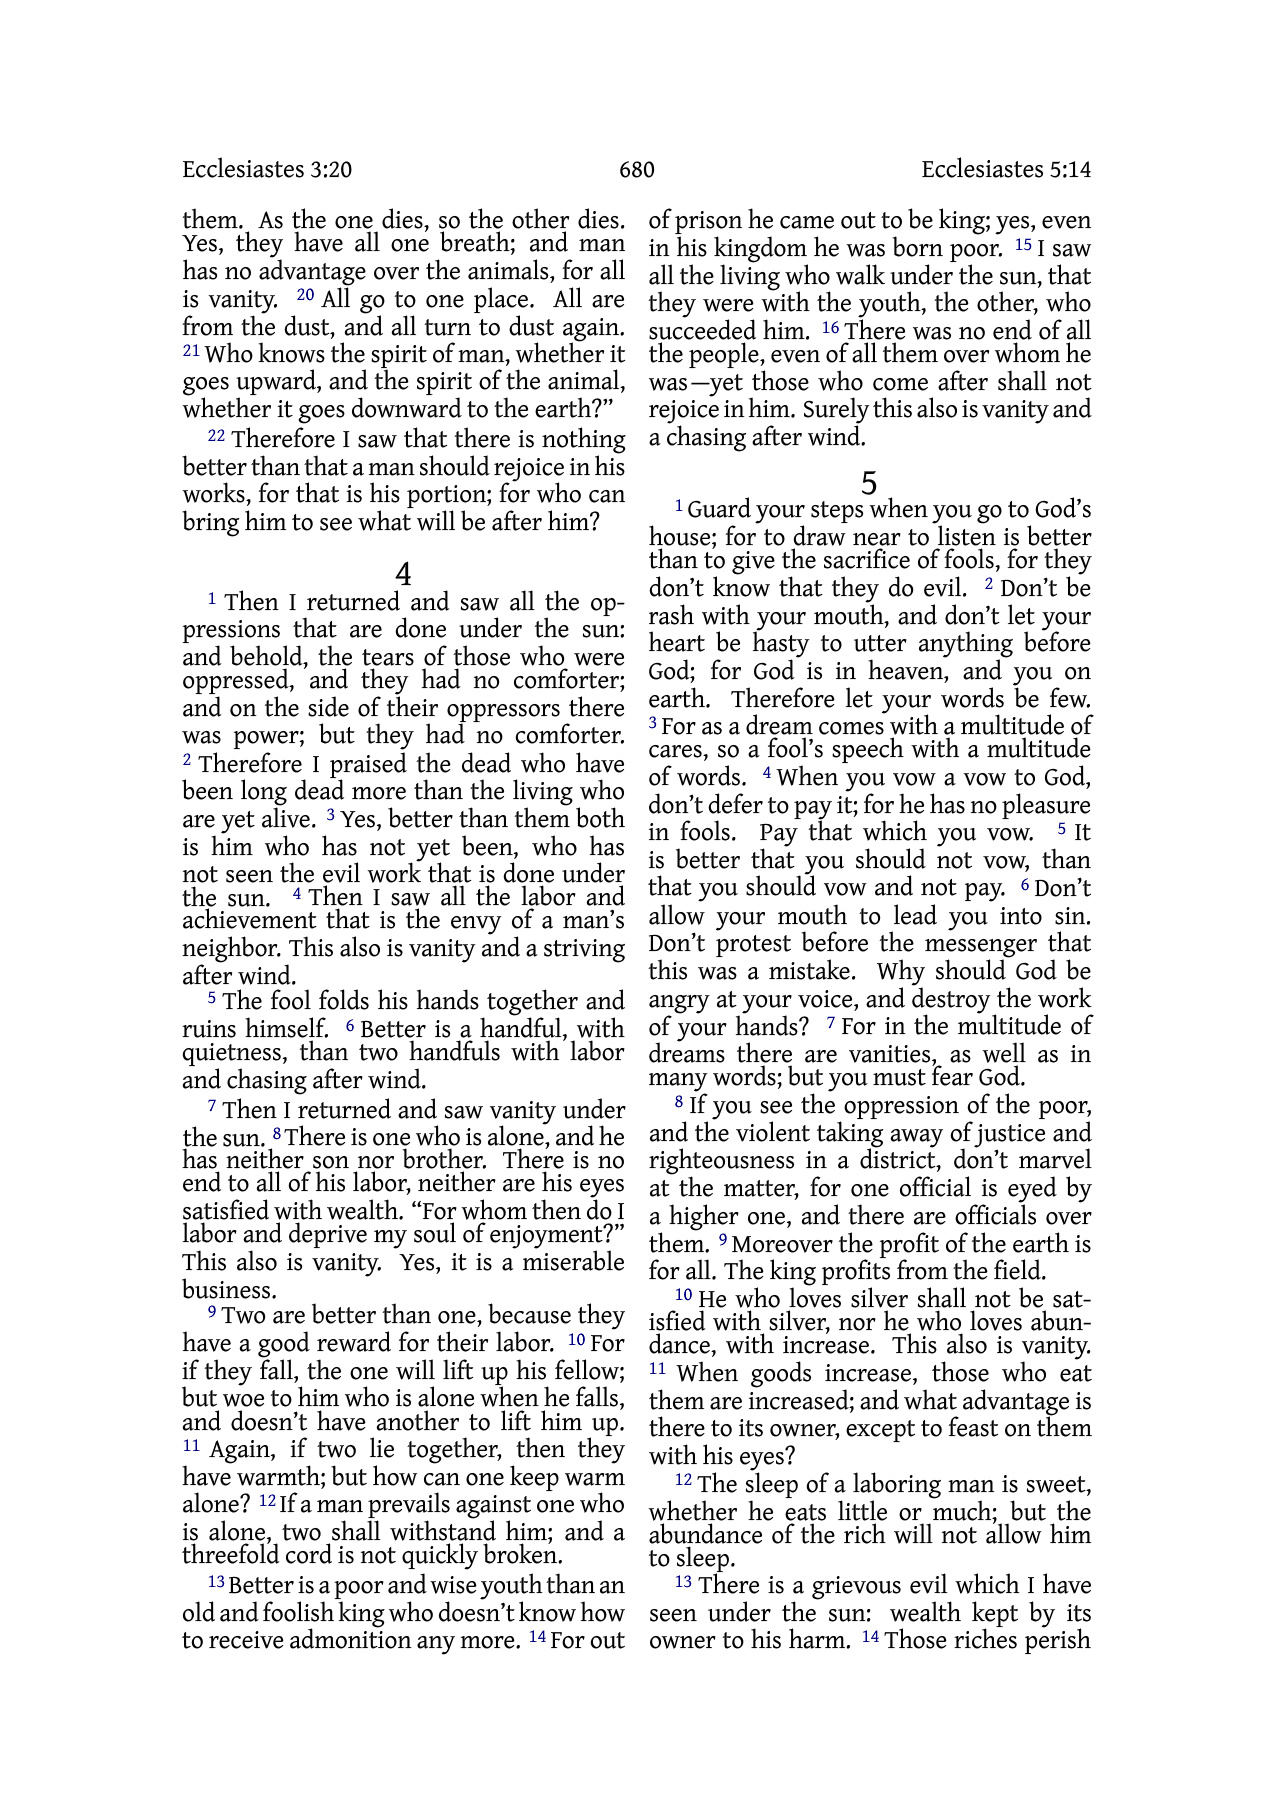 Ecclesiastes 3:20 680 Ecclesiastes 5:14
them. As the one dies, so the other dies.
Yes, they have all one breath; and man
has no advantage over the animals, for all
is vanity. 20 All go to one place. All are
from the dust, and all turn to dust again.
21 Who knows the spirit of man, whether it
goes upward, and the spirit of the animal,
whether it goes downward to the earth?”
22 Therefore I saw that there is nothing
better than that a man should rejoice in his
works, for that is his portion; for who can
bring him to see what will be after him?
4
1 Then I returned and saw all the op-
pressions that are done under the sun:
and behold, the tears of those who were
oppressed, and they had no comforter;
and on the side of their oppressors there
was power; but they had no comforter.
2 Therefore I praised the dead who have
been long dead more than the living who
are yet alive. 3 Yes, better than them both
is him who has not yet been, who has
not seen the evil work that is done under
the sun. 4 Then I saw all the labor and
achievement that is the envy of a man’s
neighbor. This also is vanity and a striving
after wind.
5 The fool folds his hands together and
ruins himself. 6 Better is a handful, with
quietness, than two handfuls with labor
and chasing after wind.
7 Then I returned and saw vanity under
the sun. 8 There is one who is alone, and he
has neither son nor brother. There is no
end to all of his labor, neither are his eyes
satisfied with wealth. “For whom then do I
labor and deprive my soul of enjoyment?”
This also is vanity. Yes, it is a miserable
business.
9 Two are better than one, because they
have a good reward for their labor. 10 For
if they fall, the one will lift up his fellow;
but woe to him who is alone when he falls,
and doesn’t have another to lift him up.
11 Again, if two lie together, then they
have warmth; but how can one keep warm
alone? 12 If a man prevails against one who
is alone, two shall withstand him; and a
threefold cord is not quickly broken.
13 Better is a poor and wise youth than an
old and foolish king who doesn’t know how
to receive admonition any more. 14 For out
of prison he came out to be king; yes, even
in his kingdom he was born poor. 15 I saw
all the living who walk under the sun, that
they were with the youth, the other, who
succeeded him. 16 There was no end of all
the people, even of all them over whom he
was—yet those who come after shall not
rejoice in him. Surely this also is vanity and
a chasing after wind.
5
1 Guard your steps when you go to God’s
house; for to draw near to listen is better
than to give the sacrifice of fools, for they
don’t know that they do evil. 2 Don’t be
rash with your mouth, and don’t let your
heart be hasty to utter anything before
God; for God is in heaven, and you on
earth. Therefore let your words be few.
3 For as a dream comes with a multitude of
cares, so a fool’s speech with a multitude
of words. 4 When you vow a vow to God,
don’t defer to pay it; for he has no pleasure
in fools. Pay that which you vow. 5 It
is better that you should not vow, than
that you should vow and not pay. 6 Don’t
allow your mouth to lead you into sin.
Don’t protest before the messenger that
this was a mistake. Why should God be
angry at your voice, and destroy the work
of your hands? 7 For in the multitude of
dreams there are vanities, as well as in
many words; but you must fear God.
8 If you see the oppression of the poor,
and the violent taking away of justice and
righteousness in a district, don’t marvel
at the matter, for one official is eyed by
a higher one, and there are officials over
them. 9 Moreover the profit of the earth is
for all. The king profits from the field.
10 He who loves silver shall not be sat-
isfied with silver, nor he who loves abun-
dance, with increase. This also is vanity.
11 When goods increase, those who eat
them are increased; and what advantage is
there to its owner, except to feast on them
with his eyes?
12 The sleep of a laboring man is sweet,
whether he eats little or much; but the
abundance of the rich will not allow him
to sleep.
13 There is a grievous evil which I have
seen under the sun: wealth kept by its
owner to his harm. 14 Those riches perish